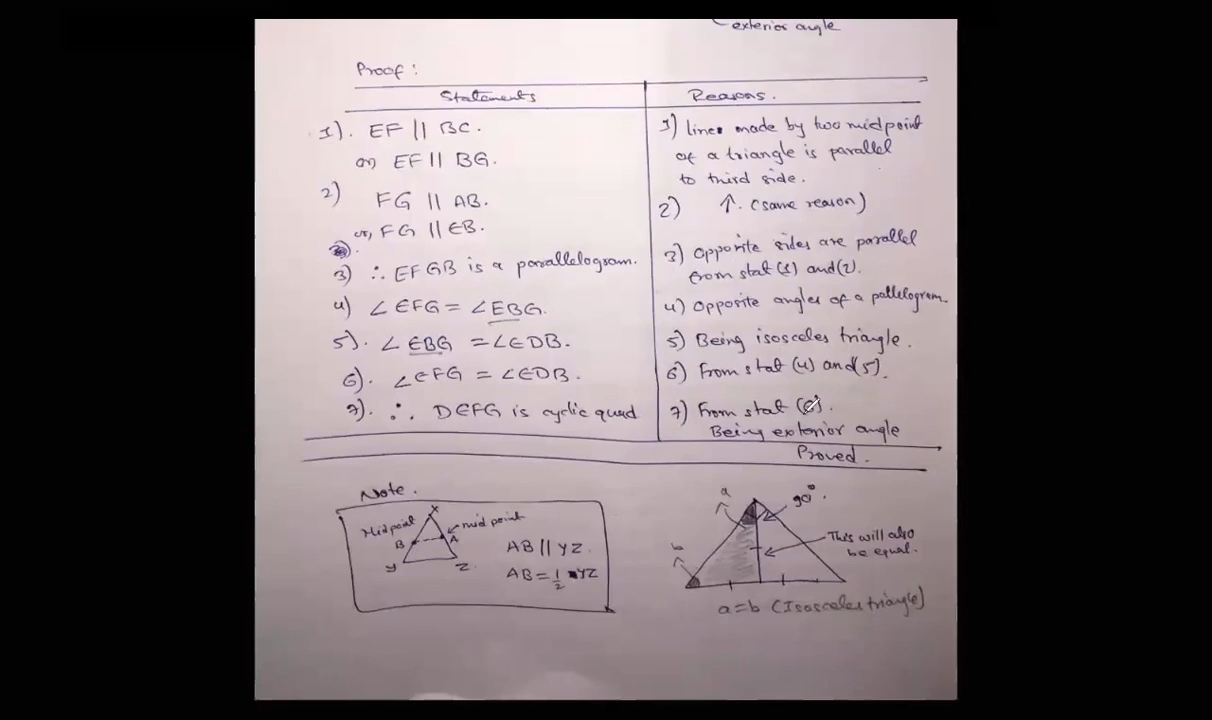 exterior angle
Proof :
Statements
Reasons.
1). EF || BC.
or, EF || BG.
2)
FG || AB.
or, FG || EB.
3) ∴ EFGB is a parallelogram.
4) ∠EFG = ∠EBG.
5). ∠EBG = ∠EDB.
6). ∠EFG = ∠EDB.
7). ∴ DEFG is cyclic quad
1) line made by two midpoint
of a triangle is parallel
to third side.
2) ↑. (same reason)
3) Opposite sides are parallel
from stat (1) and (2).
4) Opposite angles of a pallelogram.
5) Being isosceles triangle.
6) From stat (4) and (5).
7) From stat (6).
Being exterior angle
Proved.
Note.
X
Midpoint
mid point
B
A
Y
Z
AB || YZ.
AB = 1/2 YZ
a
90°.
b
This will also
be equal.
a = b (Isosceles triangle)